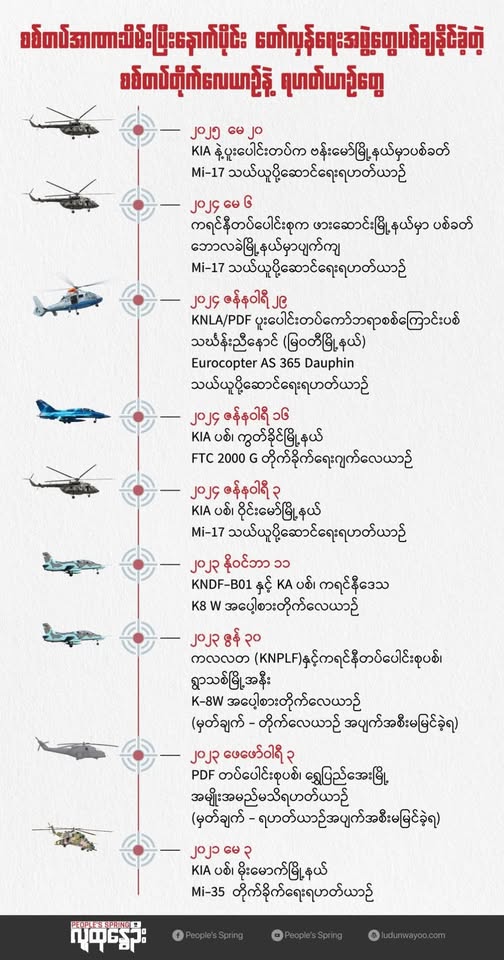 စစ်တပ်အာဏာသိမ်းပြီးနောက်ပိုင်း တော်လှန်ရေးအဖွဲ့တွေပစ်ချနိုင်ခဲ့တဲ့
စစ်တပ်တိုက်လေယာဉ်နဲ့ ရဟတ်ယာဉ်တွေ
၂၀၂၅ မေ ၂၀
KIA နဲ့ပူးပေါင်းတပ်က ဗန်းမော်မြို့နယ်မှာပစ်ခတ်
Mi-17 သယ်ယူပို့ဆောင်ရေးရဟတ်ယာဉ်
၂၀၂၄ မေ ၆
ကရင်နီတပ်ပေါင်းစုက ဖားဆောင်းမြို့နယ်မှာ ပစ်ခတ်
ဘောလခဲမြို့နယ်မှာပျက်ကျ
Mi-17 သယ်ယူပို့ဆောင်ရေးရဟတ်ယာဉ်
၂၀၂၄ ဇန်နဝါရီ ၂၉
KNLA/PDF ပူးပေါင်းတပ်ကော်ဘရာစစ်ကြောင်းပစ်
သင်္ဃန်းညီနောင် (မြဝတီမြို့နယ်)
Eurocopter AS 365 Dauphin
သယ်ယူပို့ဆောင်ရေးရဟတ်ယာဉ်
၂၀၂၄ ဇန်နဝါရီ ၁၆
KIA ပစ်၊ ကွတ်ခိုင်မြို့နယ်
FTC 2000 G တိုက်ခိုက်ရေးဂျက်လေယာဉ်
၂၀၂၄ ဇန်နဝါရီ ၃
KIA ပစ်၊ ဝိုင်းမော်မြို့နယ်
Mi-17 သယ်ယူပို့ဆောင်ရေးရဟတ်ယာဉ်
၂၀၂၃ နိုဝင်ဘာ ၁၁
KNDF-B01 နှင့် KA ပစ်၊ ကရင်နီဒေသ
K8 W အပေါ့စားတိုက်လေယာဉ်
၂၀၂၃ ဇွန် ၃၀
ကလလတ (KNPLF)နှင့်ကရင်နီတပ်ပေါင်းစုပစ်၊
ရွာသစ်မြို့အနီး
K-8W အပေါ့စားတိုက်လေယာဉ်
(မှတ်ချက် - တိုက်လေယာဉ် အပျက်အစီးမမြင်ခဲ့ရ)
၂၀၂၃ ဖေဖော်ဝါရီ ၃
PDF တပ်ပေါင်းစုပစ်၊ ရွှေပြည်အေးမြို့
အမျိုးအမည်မသိရဟတ်ယာဉ်
(မှတ်ချက် - ရဟတ်ယာဉ်အပျက်အစီးမမြင်ခဲ့ရ)
၂၀၂၁ မေ ၃
KIA ပစ်၊ မိုးမောက်မြို့နယ်
Mi-35 တိုက်ခိုက်ရေးရဟတ်ယာဉ်
PEOPLE'S SPRING
လူထုနွေဦး
People's Spring
People's Spring
ludunwayoo.com